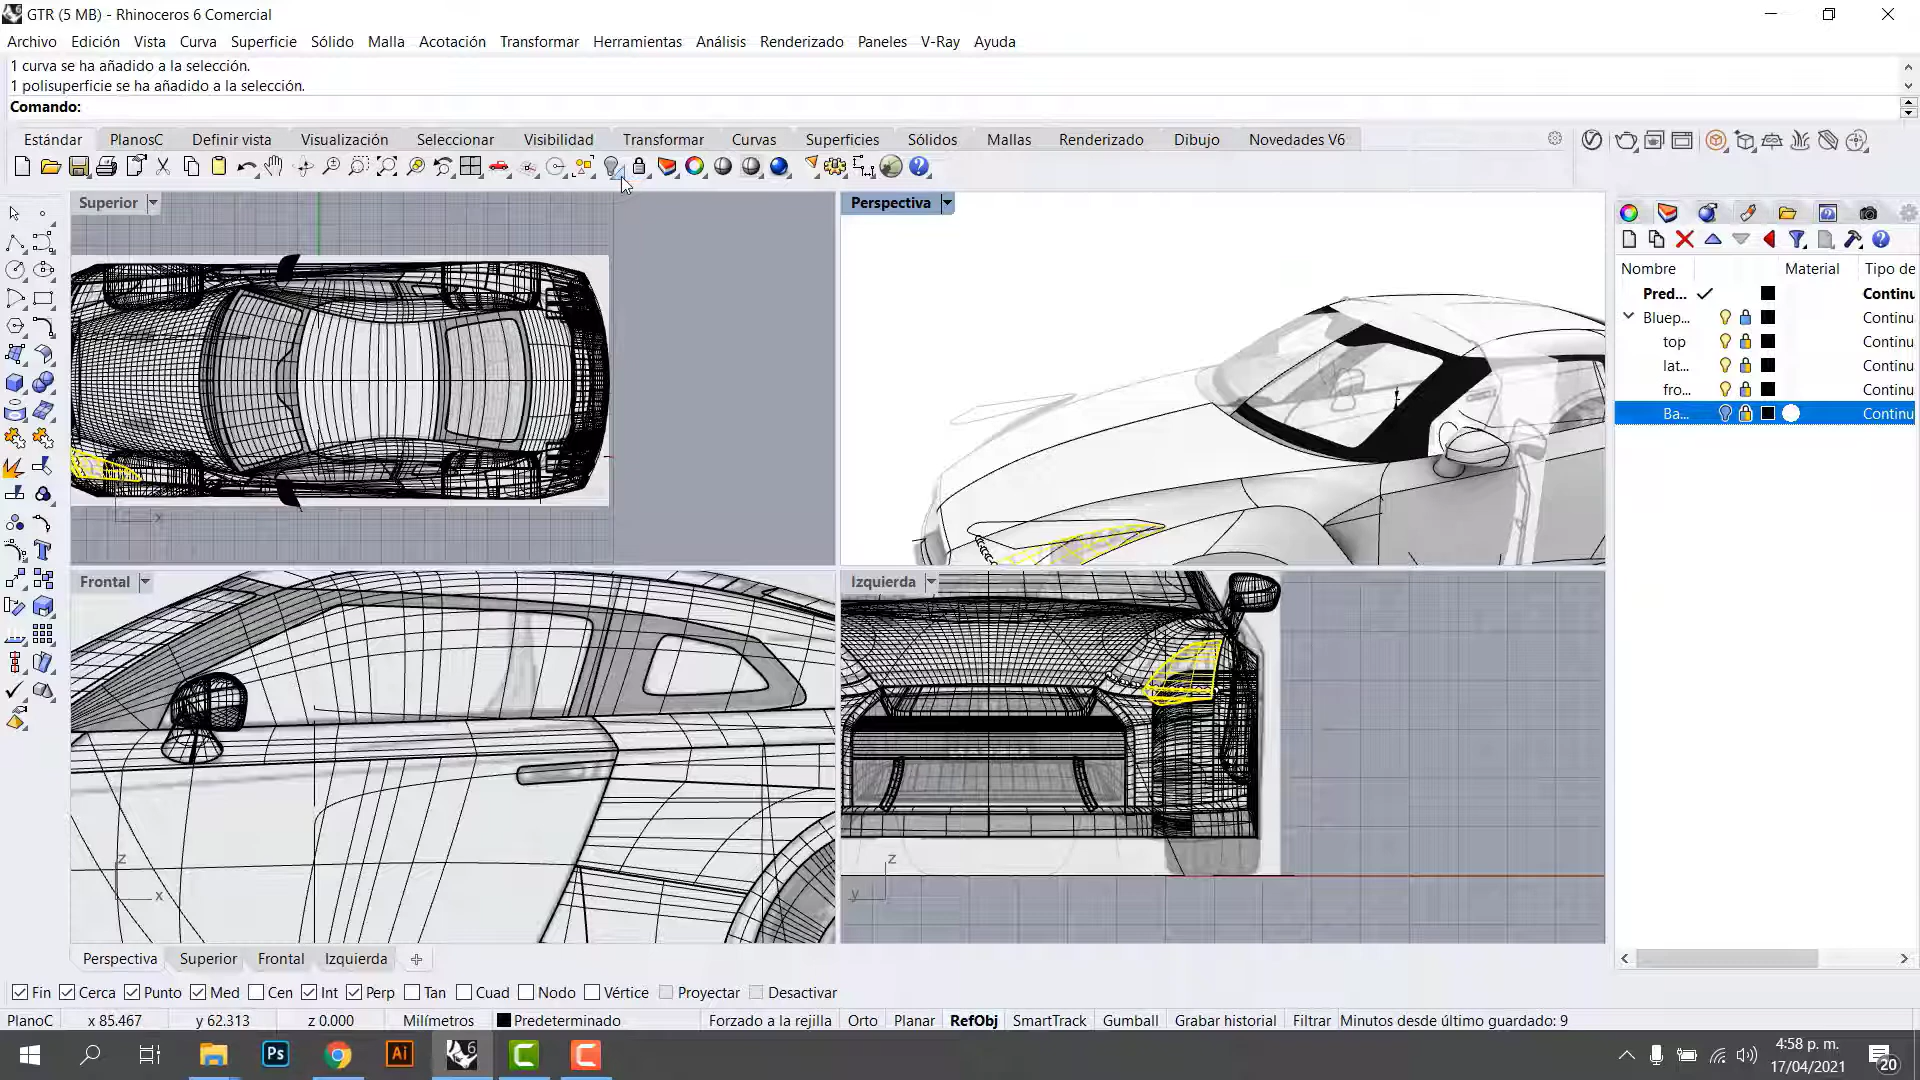 GTR (5 MB) - Rhinoceros 6 Comercial
Archivo Edición Vista Curva Superficie Sólido Malla Acotación Transformar Herramientas Análisis Renderizado Paneles V-Ray Ayuda
1 curva se ha añadido a la selección.
1 polisuperficie se ha añadido a la selección.
Comando:
Estándar PlanosC Definir vista Visualización Seleccionar Visibilidad Transformar Curvas Superficies Sólidos Mallas Renderizado Dibujo Novedades V6
Superior
Perspectiva
Nombre Material Tipo de
Pred... Continu
Bluep... Continu
top Continu
lat... Continu
fro... Continu
Ba... Continu
x
Frontal
Izquierda
z
x
z
y
Perspectiva Superior Frontal Izquierda
Fin Cerca Punto Med Cen Int Perp Tan Cuad Nodo Vértice Proyectar Desactivar
PlanoC x 85.467 y 62.313 z 0.000 Milímetros Predeterminado Forzado a la rejilla Orto Planar RefObj SmartTrack Gumball Grabar historial Filtrar Minutos desde último guardado: 9
Ps Ai 6 C C
4:58 p. m.
17/04/2021
20